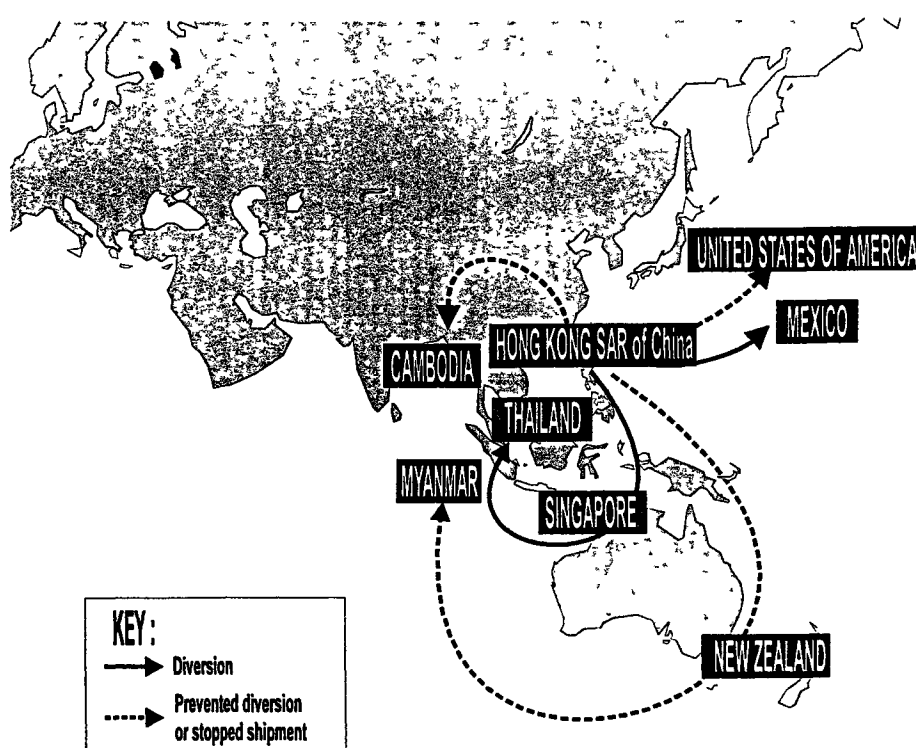 UNITED STATES OF AMERICA
MEXICO
HONG KONG SAR of China
CAMBODIA
THAILAND
MYANMAR
SINGAPORE
NEW ZEALAND
KEY :
Diversion
Prevented diversion
or stopped shipment